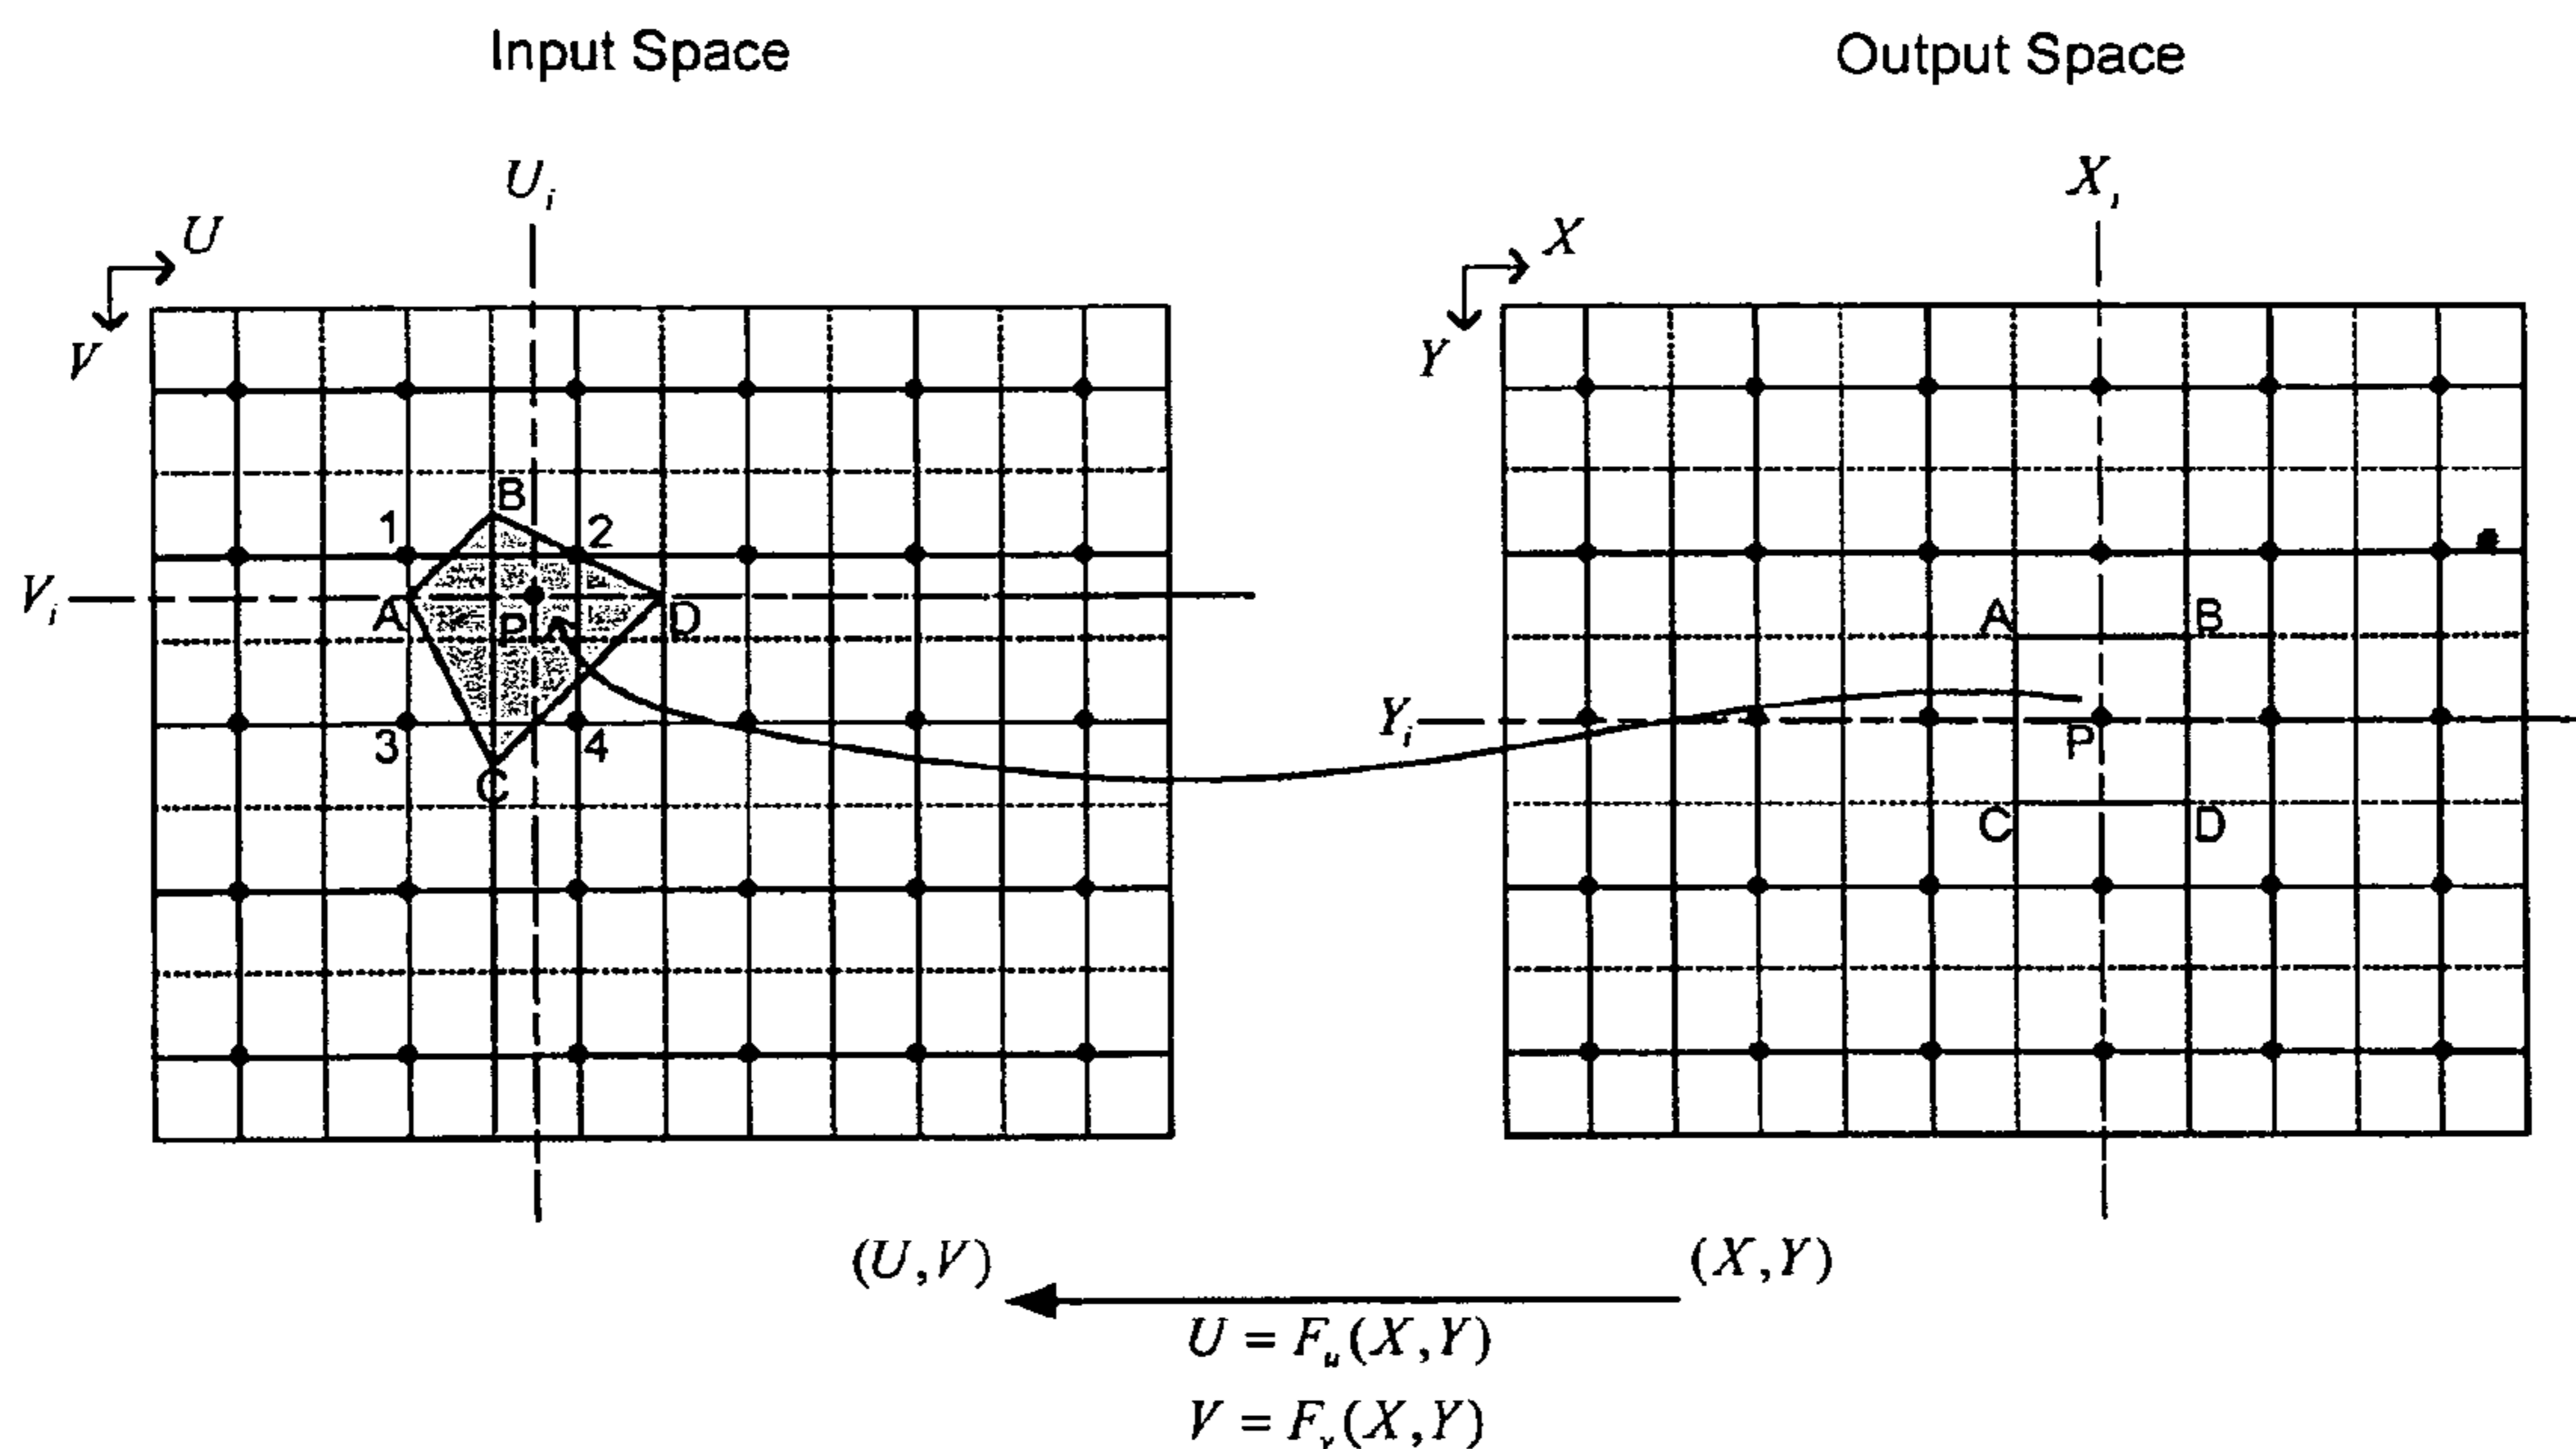 Input Space
Output Space
U_i
X_i
U
V
X
Y
B
1
2
V_i
A
P
D
3
4
C
A
B
Y_i
P
C
D
(U,V)
(X,Y)
U = F_u(X,Y)
V = F_v(X,Y)